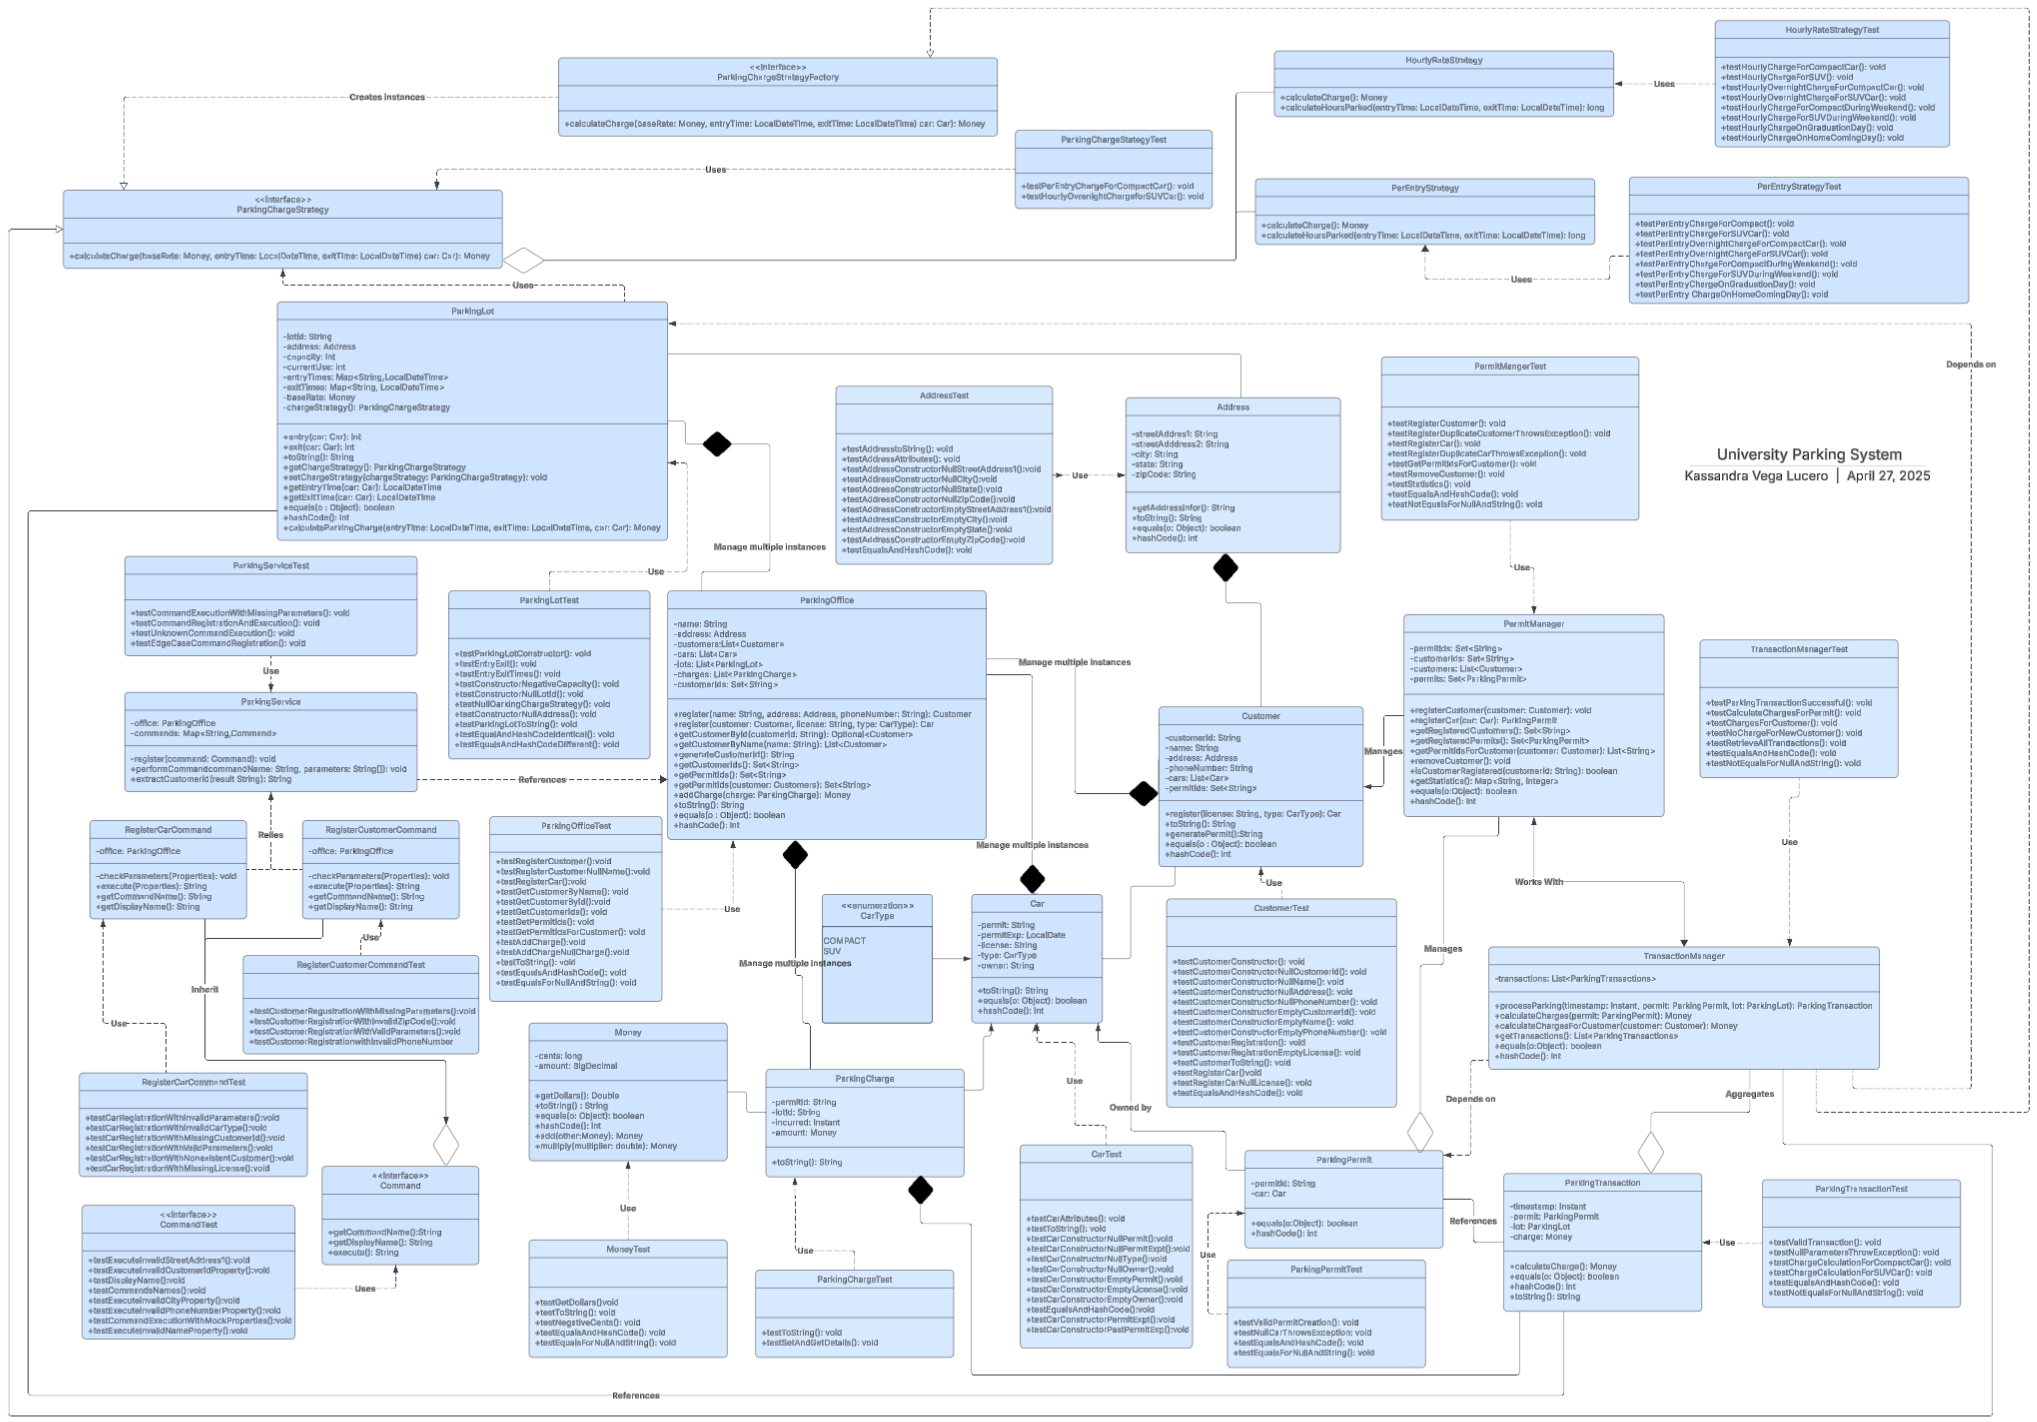 <<Interface>>
ParkingChargeStrategyFactory
+calculateCharge(baseRate: Money, entryTime: LocalDateTime, exitTime: LocalDateTime) car: Car): Money
Creates instances
HourlyRateStrategy
+calculateCharge(): Money
+calculateHoursParked(entryTime: LocalDateTime, exitTime: LocalDateTime): long
Uses
HourlyRateStrategyTest
+testHourlyChargeForCompactCar(): void
+testHourlyChargeForSUV(): void
+testHourlyOvernightChargeForCompactCar(): void
+testHourlyOvernightChargeForSUVCar(): void
+testHourlyChargeForCompactDuringWeekend(): void
+testHourlyChargeForSUVDuringWeekend(): void
+testHourlyChargeOnGraduationDay(): void
+testHourlyChargeOnHomeComingDay(): void
ParkingChargeStategyTest
+testPerEntryChargeForCompactCar(): void
+testHourlyOverenightChargeforSUVCar(): void
Uses
<<Interface>>
ParkingChargeStrategy
+calculateCharge(baseRate: Money, entryTime: LocalDateTime, exitTime: LocalDateTime) car: Car): Money
PerEntryStrategy
+calculateCharge(): Money
+calculateHoursParked(entryTime: LocalDateTime, exitTime: LocalDateTime): long
Uses
PerEntryStrategyTest
+testPerEntryChargeForCompact(): void
+testPerEntryChargeForSUVCar(): void
+testPerEntryOvernightChargeForCompactCar(): void
+testPerEntryOvernightChargeForSUVCar(): void
+testPerEntryChargeForCompactDuringWeekend(): void
+testPerEntryChargeForSUVDuringWeekend(): void
+testPerEntryChargeOnGraduationDay(): void
+testPerEntry ChargeOnHomeComingDay(): void
Uses
ParkingLot
-lotId: String
-address: Address
-capacity: int
-currentUse: int
-entryTimes: Map<String,LocalDateTime>
-exitTimes: Map<String, LocalDateTime>
-baseRate: Money
-chargeStrategy(): ParkingChargeStrategy
+entry(car: Car): int
+exit(car: Car): int
+toString(): String
+getChargeStrategy(): ParkingChargeStrategy
+setChargeStrategy(chargeStrategy: ParkingChargeStrategy): void
+getEntryTime(car: Car): LocalDateTime
+getExitTime(car: Car): LocalDateTime
+equals(o : Object): boolean
+hashCode(): int
+calculateParkingCharge(entryTime: LocalDateTime, exitTime: LocalDateTime, car: Car): Money
Manage multiple instances
Use
AddressTest
+testAddresstoString(): void
+testAddressAttributes(): void
+testAddressConstructorNullStreetAddress1():void
+testAddressConstructorNullCity(): void
+testAddressConstructorNullState():void
+testAddressConstructorNullZipCode(): void
+testAddressConstructorEmptyStreetAddress1():void
+testAddressConstructorEmptyCity(): void
+testAddressConstructorEmptyState():void
+testAddressConstructorEmptyZipCode():void
+testEqualsAndHashCode(): void
Use
Address
-streetAddres1: String
-streetAdddress2: String
-city: String
-state: String
-zipCode: String
+getAddressInfor(): String
+toString(): String
+equals(o: Object): boolean
+hashCode(): int
PermitMangerTest
+testRegisterCustomer(): void
+testRegisterDuplicateCustomerThrowsException(): void
+testRegisterCar(): void
+testRegisterDuplicateCarThrowsException(): void
+testGetPermitIdsForCustomer(): void
+testRemoveCustomer(): void
+testStatistics(): void
+testEqualsAndHashCode(): void
+testNotEqualsForNullAndString(): void
Use
Depends on
University Parking System
Kassandra Vega Lucero | April 27, 2025
ParkingServiceTest
+testCommandExecutionWithMissingParameters(): void
+testCommandRegistrationAndExecution(): void
+testUnknownCommandExecution(): void
+testEdgeCaseCommandRegistration(): void
Use
ParkingService
-office: ParkingOffice
-commands: Map<String,Command>
-register(command: Command): void
+performCommandcommandName: String, parameters: String[]): void
+extractCustomerId(result String): String
References
Relies
ParkingLotTest
+testParkingLotConstructor(): void
+testEntryExit(): void
+testEntryExitTimes(): void
+testConstructorNegativeCapacity(): void
+testConstructorNullLotId(): void
+testNullOarkingChargeStrategy(): void
+testConstructorNullAddress(): void
+testParkingLotToString(): void
+testEqualsAndHashCodeIdentical(): void
+testEqualsAndHashCodeDifferent(): void
ParkingOffice
-name: String
-address: Address
-customers:List<Customer>
-cars: List<Car>
-lots: List<ParkingLot>
-charges: List<ParkingCharge>
-customerIds: Set<String>
+register(name: String, address: Address, phoneNumber: String): Customer
+register(customer: Customer, license: String, type: CarType): Car
+getCustomerById(customerId: String): Optional<Customer>
+getCustomerByName(name: String): List<Customer>
+generateCustomerId(): String
+getCustomerIds(): Set<String>
+getPermitIds(): Set<String>
+getPermitIds(customer: Customers): Set<String>
+addCharge(charge: ParkingCharge): Money
+toString(): String
+equals(o : Object): boolean
+hashCode(): int
Manage multiple instances
Manage multiple instances
Manage multiple instances
Customer
-customerId: String
-name: String
-address: Address
-phoneNumber: String
-cars: List<Car>
-permitIds: Set<String>
+register(license: String, type: CarType): Car
+toString(): String
+generatePermit():String
+equals(o : Object): boolean
+hashCode(): int
Manages
Use
PermitManager
-permitIds: Set<String>
-customerIds: Set<String>
-customers: List<Customer>
-permits: Set<ParkingPermit>
+registerCustomer(customer: Customer): void
+registerCar(car: Car): ParkingPermit
+getRegisteredCustomers(): Set<String>
+getRegisteredPermits(): Set<ParkingPermit>
+getPermitIdsForCustomer(customer: Customer): List<String>
+removeCustomer(): void
+isCustomerRegistered(customerId: String): boolean
+getStatistics(): Map<String, Integer>
+equals(o:Object): boolean
+hashCode(): int
Works With
Manages
TransactionManagerTest
+testParkingTransactionSuccessful(): void
+testCalculateChargesForPermit(): void
+testChargesForCustomer(): void
+testNoChargeForNewCustomer(): void
+testRetrieveAllTrandactions(): void
+testEqualsAndHashCode(): void
+testNotEqualsForNullAndString(): void
Use
RegisterCarCommand
-office: ParkingOffice
-checkParameters(Properties): void
+execute(Properties): String
+getCommandName(): String
+getDisplayName(): String
RegisterCustomerCommand
-office: ParkingOffice
-checkParameters(Properties): void
+execute(Properties): String
+getCommandName(): String
+getDisplayName(): String
Use
Inherit
Use
ParkingOfficeTest
+testRegisterCustomer():void
+testRegisterCustomerNullName():void
+testRegisterCar():void
+testGetCustomerByName(): void
+testGetCustomerById():void
+testGetCustomerIds(): void
+testGetPermitIds(): void
+testGetPermitIdsForCustomer(): void
+testAddCharge():void
+testAddChargeNullCharge():void
+testToString(): void
+testEqualsAndHashCode(): void
+testEqualsForNullAndString(): void
Use
<<enumeration>>
CarType
COMPACT
SUV
Car
-permit: String
-permitExp: LocalDate
-license: String
-type: CarType
-owner: String
+toString(): String
+equals(o: Object): boolean
+hashCode(): int
CustomerTest
+testCustomerConstructor(): void
+testCustomerConstructorNullCustomerId(): void
+testCustomerConstructorNullName(): void
+testCustomerConstructorNullAddress(): void
+testCustomerConstructorNullPhoneNumber(): void
+testCustomerConstructorEmptyCustomerId(): void
+testCustomerConstructorEmptyName(): void
+testCustomerConstructorEmptyPhoneNumber(): void
+testCustomerRegistration(): void
+testCustomerRegistrationEmptyLicense(): void
+testCustomerToString(): void
+testRegisterCar()void
+testRegisterCarNullLicense(): void
+testEqualsAndHashCode(): void
TransactionManager
-transactions: List<ParkingTransactions>
+processParking(timestamp: Instant, permit: ParkingPermit, lot: ParkingLot): ParkingTransaction
+calculateCharges(permit: ParkingPermit): Money
+calculateChargesForCustomer(customer: Customer): Money
+getTransactions(): List<ParkingTransactions>
+equals(o:Object): boolean
+hashCode(): int
Depends on
Aggregates
RegisterCustomerCommandTest
+testCustomerRegustrationWithMissingParameters(): void
+testCustomerRegistrationWithInvalidZipCode(): void
+testCustomerRegistrationWithValidParameters(): void
+testCustomerRegistrationwithInvalidPhoneNumber
RegisterCarCommandTest
+testCarRegistrationWithInvalidParameters():void
+testCarRegistrationWithInvalidCarType(): void
+testCarRegistrationWithMissingCustomerId(): void
+testCarRegistrationWithValidParameters(): void
+testCarRegistrationWithNonexistentCustomer(): void
+testCarRegistrationWithMissingLicense(): void
Money
-cents: long
-amount: BigDecimal
+getDollars(): Double
+toString() : String
+equals(o: Object): boolean
+hashCode(): int
+add(other:Money): Money
+multiply(multiplier: double): Money
Use
ParkingCharge
-permitId: String
-lotId: String
-incurred: Instant
-amount: Money
+toString(): String
Use
Use
Owned by
<<Interface>>
Command
+getCommandName():String
+getDisplayName(): String
+execute(): String
<<Interface>>
CommandTest
+testExecuteInvalidStreetAddress1():void
+testExecuteInvalidCustomerIdProperty(): void
+testDisplayName():void
+testCommandsNames(): void
+testExecuteInvalidCityProperty(): void
+testExecuteInvalidPhoneNumberProperty(): void
+testCommandExecutionWithMockProperties(): void
+testExecuteInvalidNameProperty():void
Uses
MoneyTest
+testGetDollars()void
+testToString(): void
+testNegativeCents(): void
+testEqualsAndHashCode(): void
+testEqualsForNullAndString(): void
ParkingChargeTest
+testToString(): void
+testSetAndGetDetails(): void
CarTest
+testCarAttributes(): void
+testToString(): void
+testCarConstructorNullPermit(): void
+testCarConstructorNullPermitExpt(): void
+testCarConstructorNullType(): void
+testCarConstructorNullOwner(): void
+testCarConstructorEmptyPermit(): void
+testCarConstructorEmptyLicense(): void
+testCarConstructorEmptyOwner(): void
+testEqualsAndHashCode(): void
+testCarConstructorPermitExpt(): void
+testCarConstructorPastPermitExp():void
ParkingPermit
-permitId: String
-car: Car
+equals(o:Object): boolean
+hashCode(): int
Use
References
ParkingPermitTest
+testValidPermitCreation(): void
+testNullCarThrowsException: void
+testEqualsAndHashCode(): void
+testEqualsForNullAndString(): void
ParkingTransaction
-timestamp: Instant
-permit: ParkingPermit
-lot: ParkingLot
-charge: Money
+calculateCharge(): Money
+equals(o: Object): boolean
+hashCode(): int
+toString(): String
Use
ParkingTransactionTest
+testValidTransaction(): void
+testNullParametersThrowException(): void
+testChargeCalculationForCompactCar(): void
+testChargeCalculationForSUVCar(): void
+testEqualsAndHashCode(): void
+testNotEqualsForNullAndString(): void
References